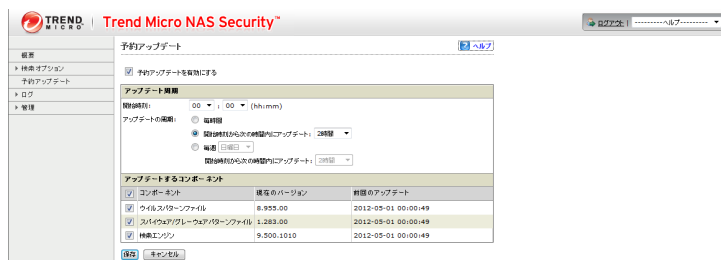 TREND MICRO Trend Micro NAS Security™ ログアウト | ----------ヘルプ----------
予約アップデート ヘルプ
概要
検索オプション
予約アップデート
ログ
管理
予約アップデートを有効にする
アップデート周期
開始時刻: 00 : 00 (hh:mm)
アップデートの周期: 毎時間
開始時刻から次の時間内にアップデート: 2時間
毎週 日曜日
開始時刻から次の時間内にアップデート: 2時間
アップデートするコンポーネント
コンポーネント 現在のバージョン 前回のアップデート
ウイルスパターンファイル 8.955.00 2012-05-01 00:00:49
スパイウェア/グレーウェアパターンファイル 1.283.00 2012-05-01 00:00:49
検索エンジン 9.500.1010 2012-05-01 00:00:49
保存 キャンセル